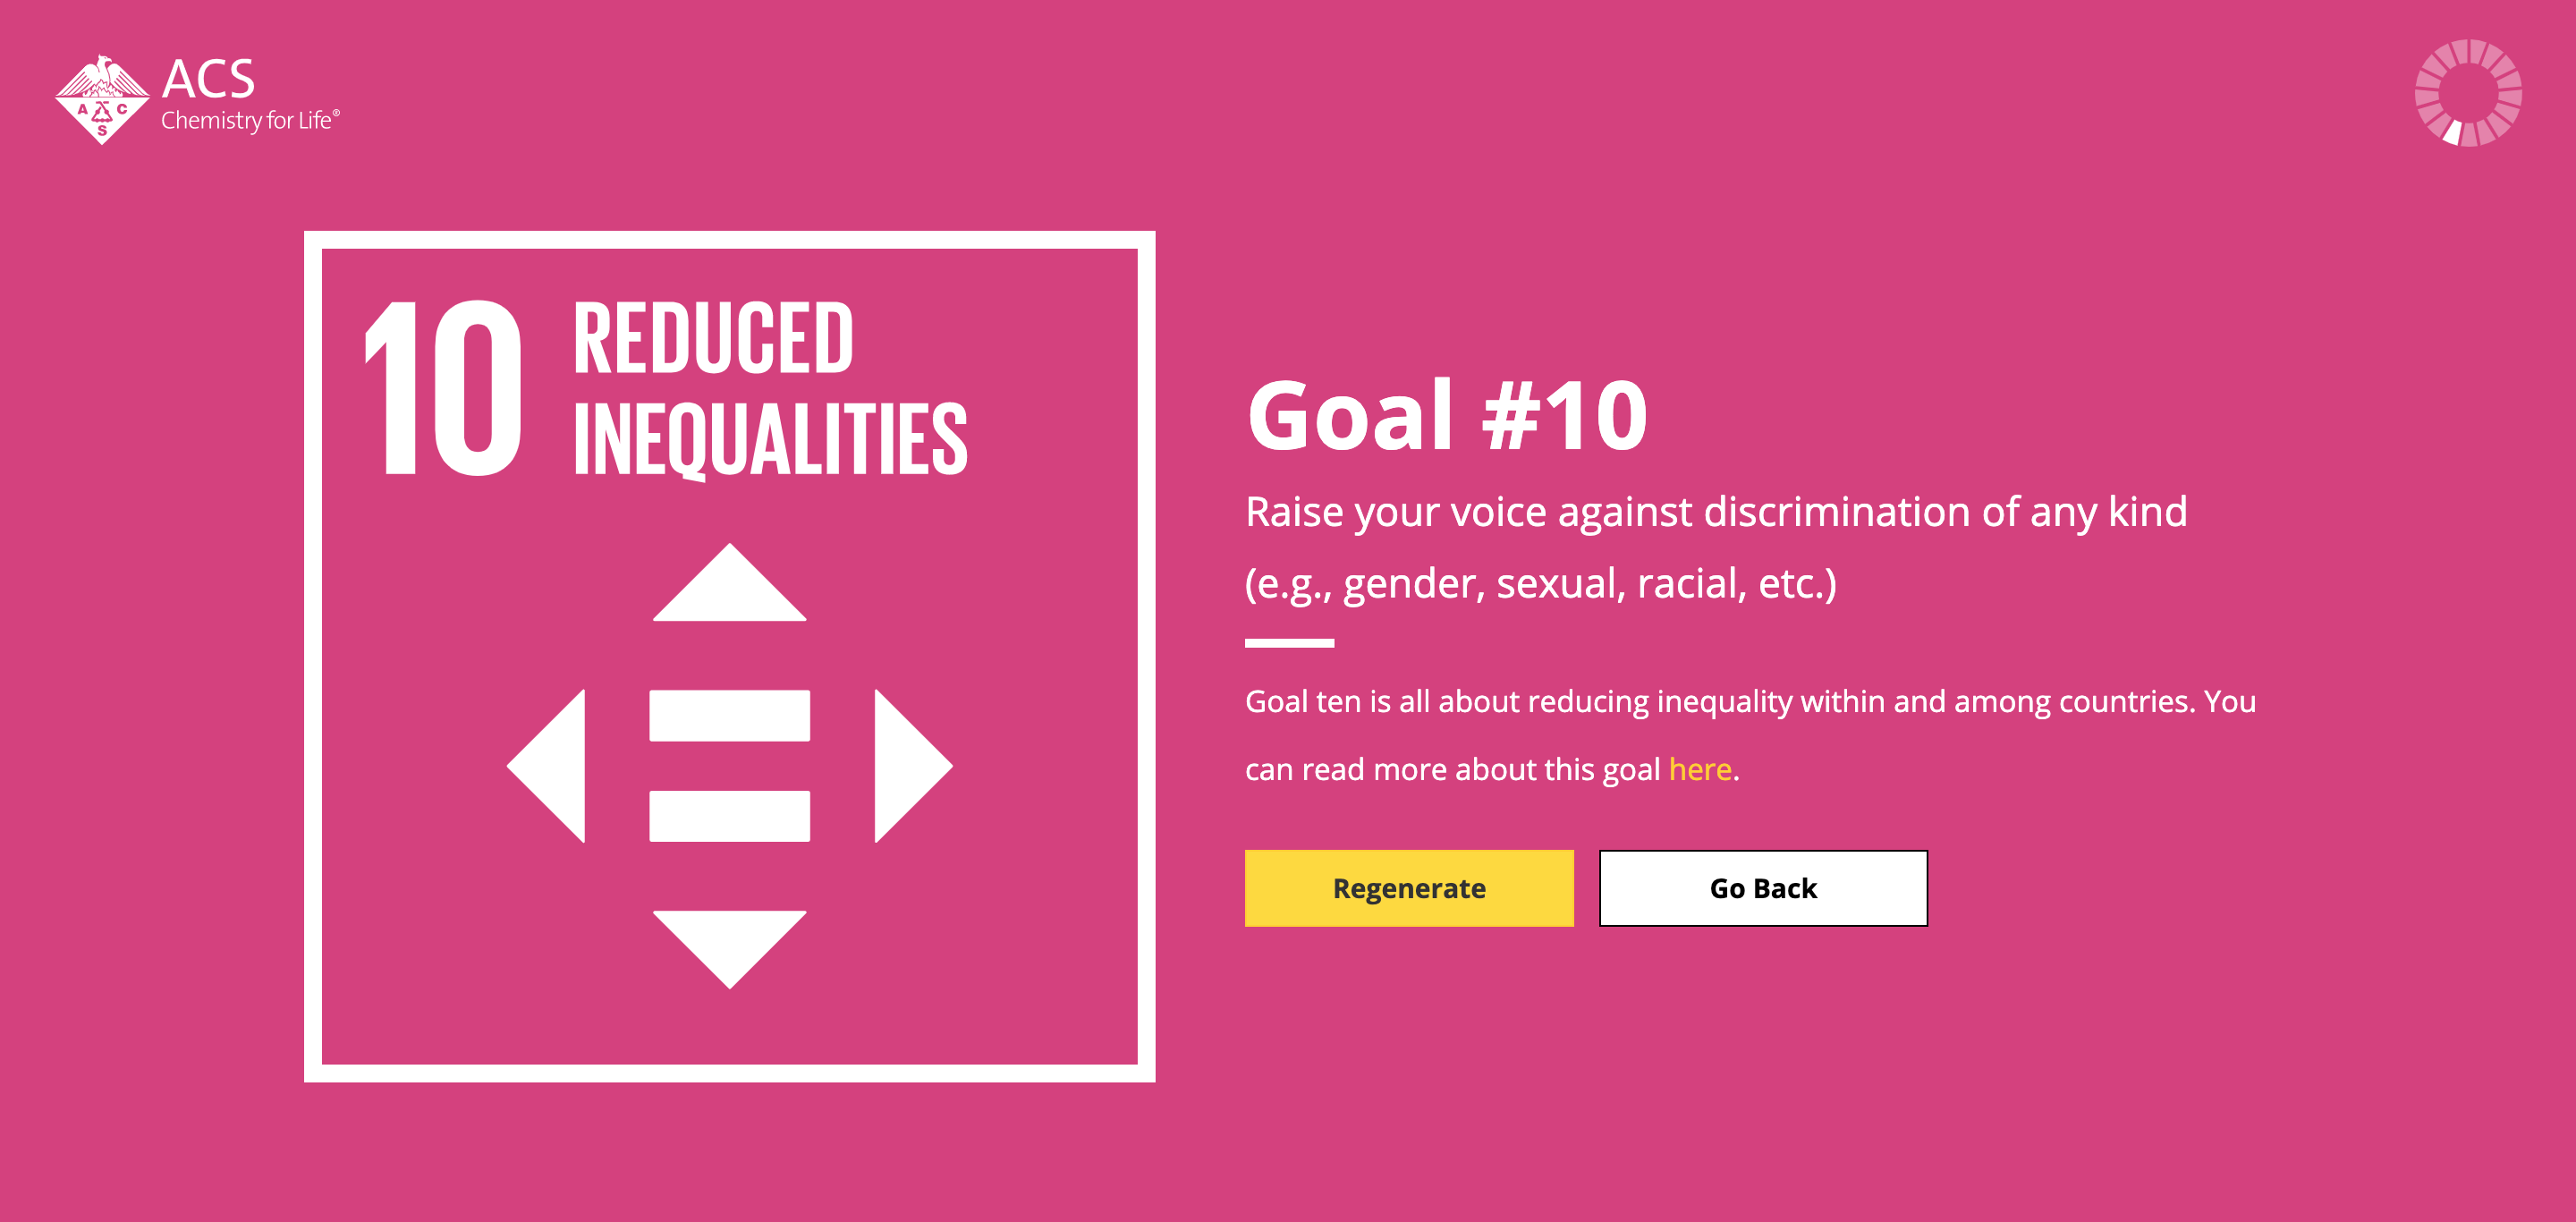 ACS
Chemistry for Life®
A C
S
10 REDUCED
INEQUALITIES
Goal #10
Raise your voice against discrimination of any kind
(e.g., gender, sexual, racial, etc.)
Goal ten is all about reducing inequality within and among countries. You
can read more about this goal here.
Regenerate
Go Back